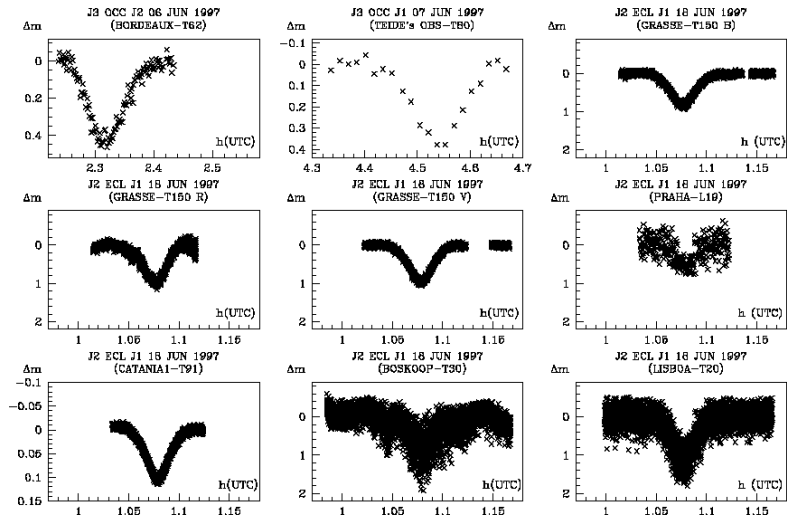 J3 OCC J2 06 JUN 1997
(BORDEAUX-T62)
Δm
0
0.2
0.4
2.3
2.4
2.5
h(UTC)
J3 OCC J1 07 JUN 1997
(TEIDE's OBS-T80)
Δm
-0.1
0
0.1
0.2
0.3
0.4
4.3
4.4
4.5
4.6
4.7
h(UTC)
J2 ECL J1 18 JUN 1997
(GRASSE-T150 B)
Δm
0
1
2
1
1.05
1.1
1.15
h (UTC)
J2 ECL J1 18 JUN 1997
(GRASSE-T150 R)
Δm
0
1
2
1
1.05
1.1
1.15
h(UTC)
J2 ECL J1 18 JUN 1997
(GRASSE-T150 V)
Δm
0
1
2
1
1.05
1.1
1.15
h(UTC)
J2 ECL J1 18 JUN 1997
(PRAHA-L19)
Δm
0
1
2
1
1.05
1.1
1.15
h (UTC)
J2 ECL J1 18 JUN 1997
(CATANIA1-T91)
Δm
-0.1
-0.05
0
0.05
0.1
0.15
1
1.05
1.1
1.15
h(UTC)
J2 ECL J1 18 JUN 1997
(BOSKOOP-T30)
Δm
0
1
2
1
1.05
1.1
1.15
h(UTC)
J2 ECL J1 18 JUN 1997
(LISBOA-T20)
Δm
0
1
2
1
1.05
1.1
1.15
h (UTC)